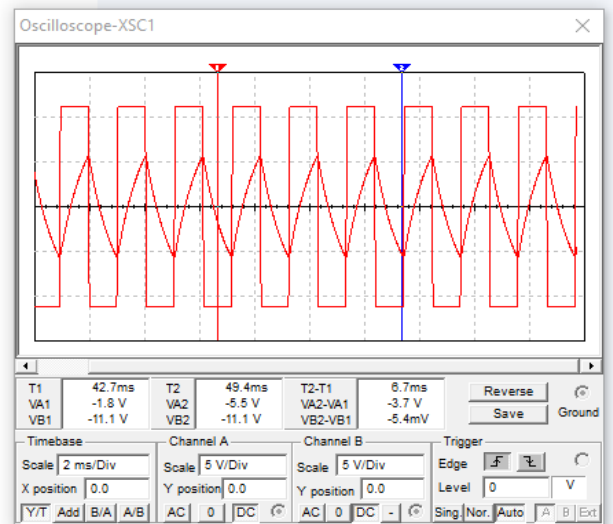 Oscilloscope-XSC1
1 2
T1 42.7ms T2 49.4ms T2-T1 6.7ms Reverse
VA1 -1.8 V VA2 -5.5 V VA2-VA1 -3.7 V
VB1 -11.1 V VB2 -11.1 V VB2-VB1 -5.4mV Save Ground
Timebase Channel A Channel B Trigger
Scale 2 ms/Div Scale 5 V/Div Scale 5 V/Div Edge
X position 0.0 Y position 0.0 Y position 0.0 Level 0 V
Y/T Add B/A A/B AC 0 DC AC 0 DC - Sing. Nor. Auto A B Ext